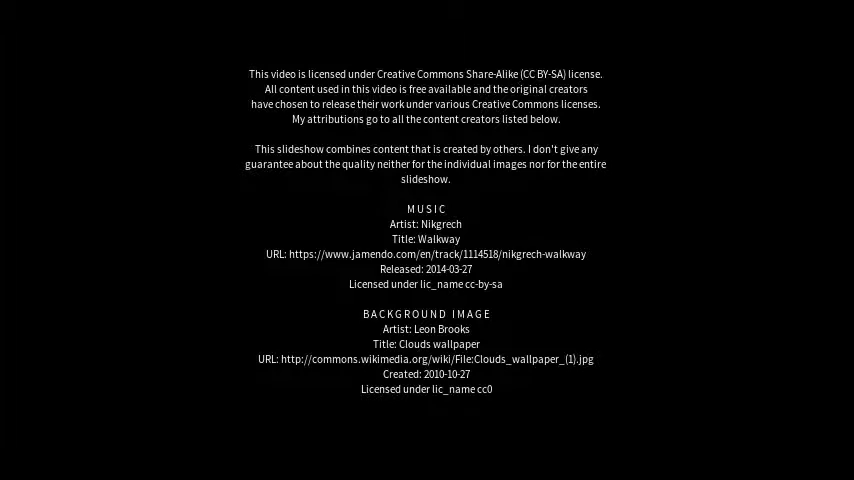 This video is licensed under Creative Commons Share-Alike (CC BY-SA) license.
All content used in this video is free available and the original creators
have chosen to release their work under various Creative Commons licenses.
My attributions go to all the content creators listed below.
This slideshow combines content that is created by others. I don't give any
guarantee about the quality neither for the individual images nor for the entire
slideshow.
MUSIC
Artist: Nikgrech
Title: Walkway
URL: https://www.jamendo.com/en/track/1114518/nikgrech-walkway
Released: 2014-03-27
Licensed under lic_name cc-by-sa
BACKGROUND IMAGE
Artist: Leon Brooks
Title: Clouds wallpaper
URL: http://commons.wikimedia.org/wiki/File:Clouds_wallpaper_(1).jpg
Created: 2010-10-27
Licensed under lic_name cc0